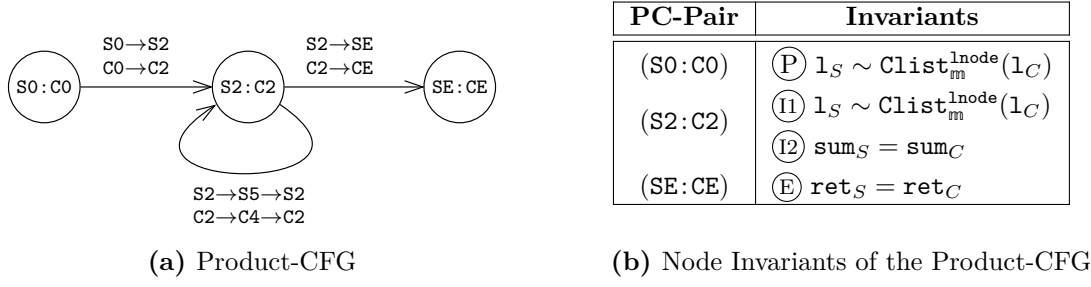 S0→S2
C0→C2
S2→SE
C2→CE
S0:C0
S2:C2
SE:CE
S2→S5→S2
C2→C4→C2
(a) Product-CFG
PC-Pair Invariants
(S0:C0) Ⓟ l_S ∼ Clist_𝕞^lnode(l_C)
(S2:C2) (I1) l_S ∼ Clist_𝕞^lnode(l_C)
(I2) sum_S = sum_C
(SE:CE) Ⓔ ret_S = ret_C
(b) Node Invariants of the Product-CFG